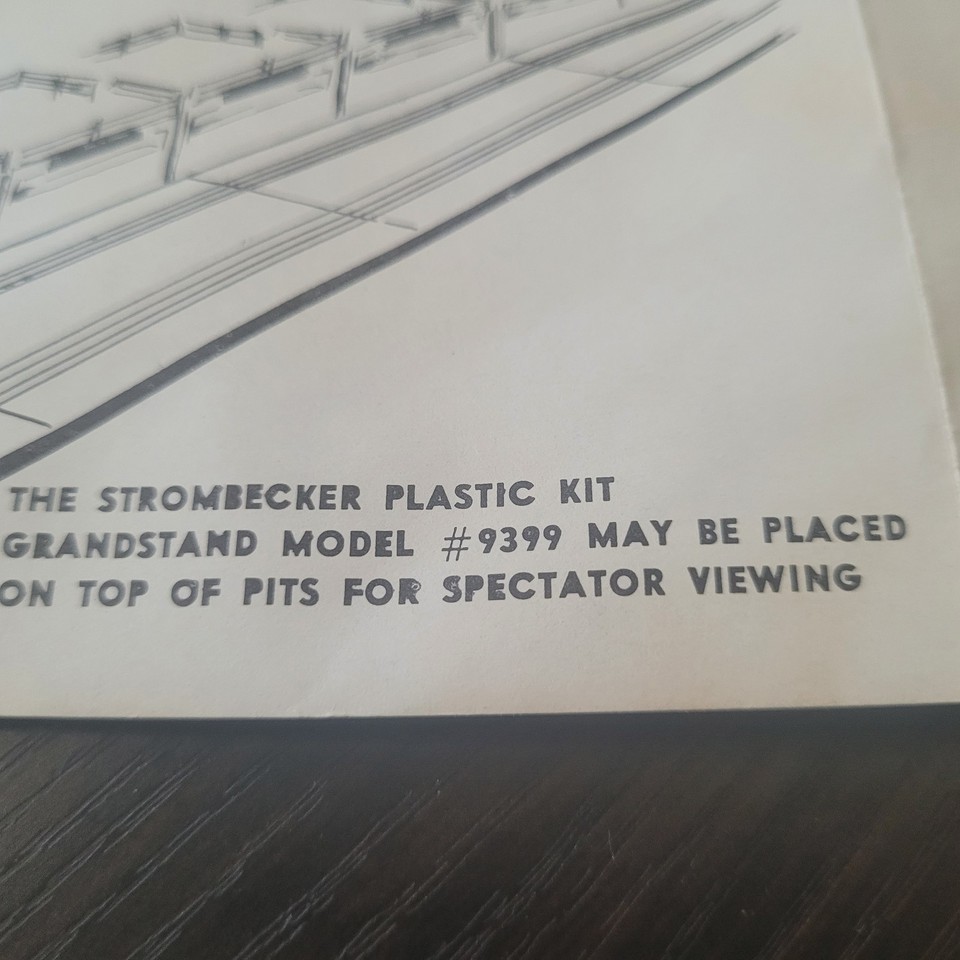 THE STROMBECKER PLASTIC KIT
GRANDSTAND MODEL #9399 MAY BE PLACED
ON TOP OF PITS FOR SPECTATOR VIEWING